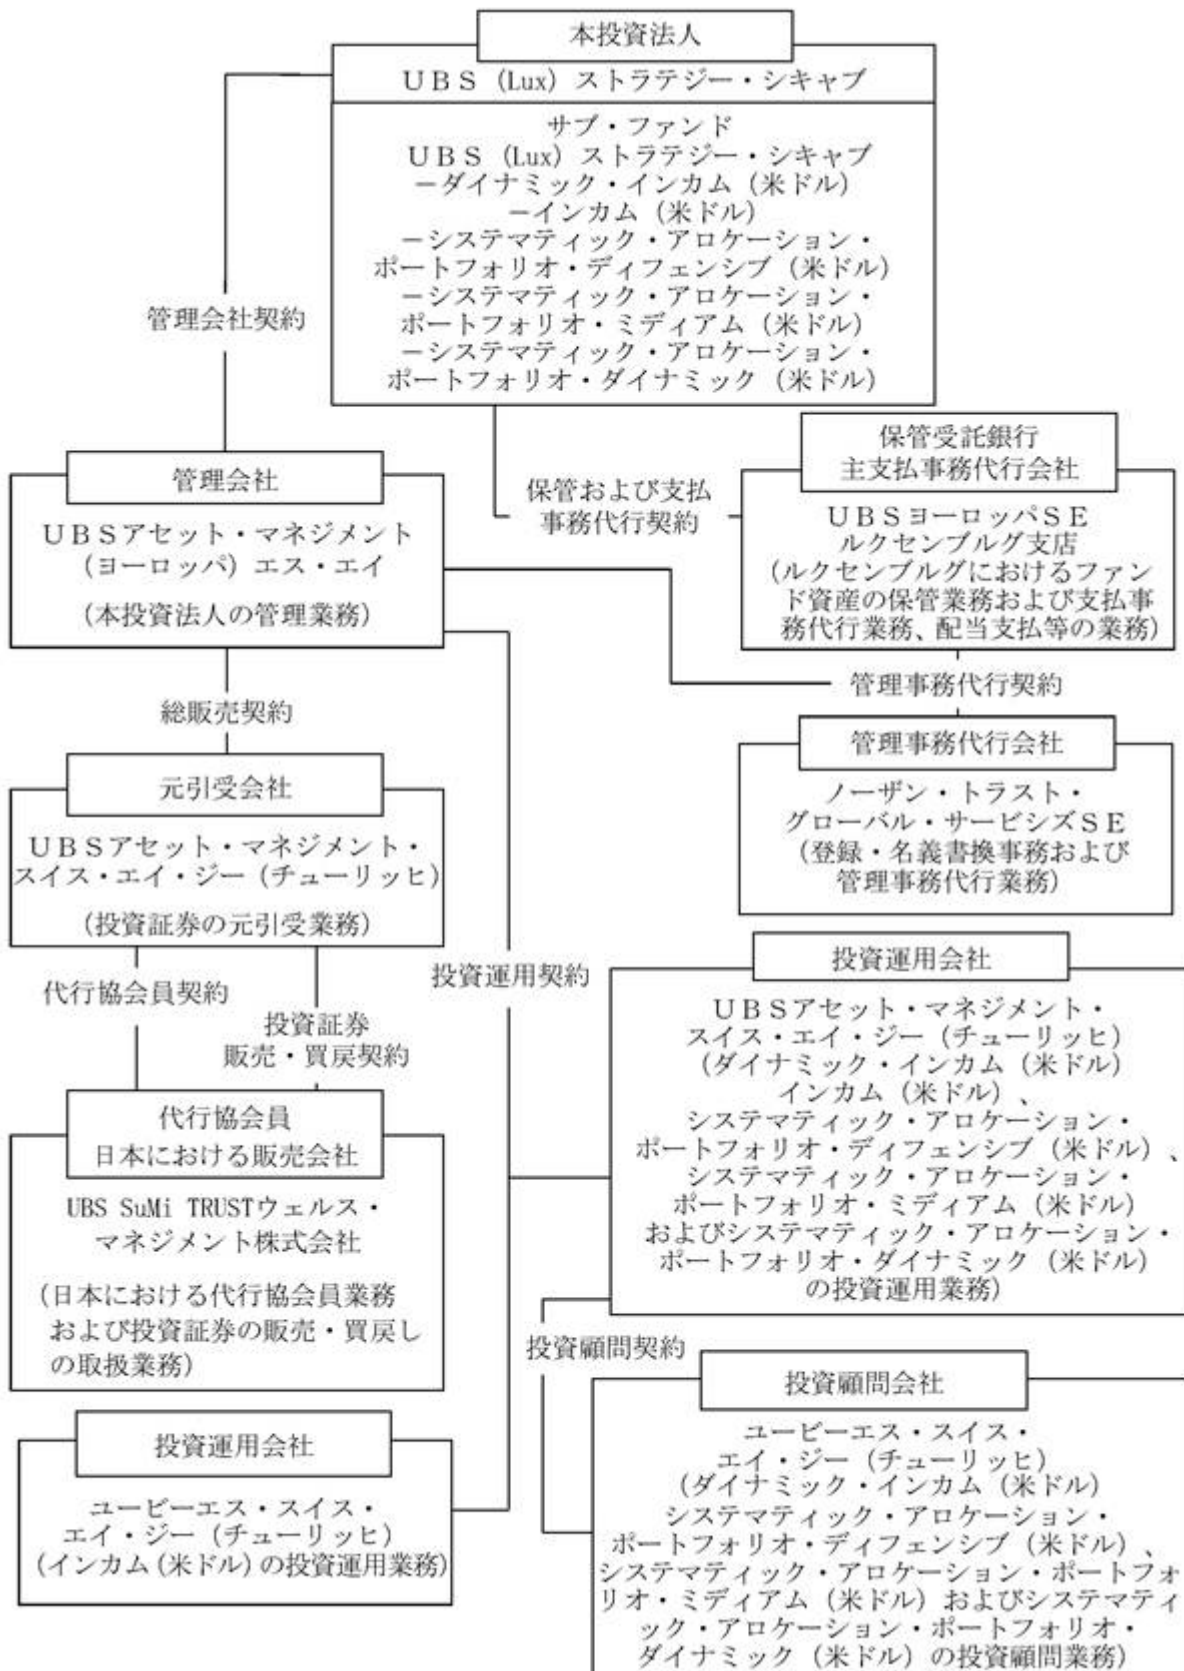 本投資法人
ＵＢＳ（Lux）ストラテジー・シキャブ
サブ・ファンド
ＵＢＳ（Lux）ストラテジー・シキャブ
－ダイナミック・インカム（米ドル）
－インカム（米ドル）
－システマティック・アロケーション・
ポートフォリオ・ディフェンシブ（米ドル）
－システマティック・アロケーション・
ポートフォリオ・ミディアム（米ドル）
－システマティック・アロケーション・
ポートフォリオ・ダイナミック（米ドル）
管理会社契約
保管および支払
事務代行契約
保管受託銀行
主支払事務代行会社
ＵＢＳヨーロッパＳＥ
ルクセンブルグ支店
（ルクセンブルグにおけるファン
ド資産の保管業務および支払事
務代行業務、配当支払等の業務）
管理会社
ＵＢＳアセット・マネジメント
（ヨーロッパ）エス・エイ
（本投資法人の管理業務）
管理事務代行契約
管理事務代行会社
ノーザン・トラスト・
グローバル・サービシズＳＥ
（登録・名義書換事務および
管理事務代行業務）
総販売契約
元引受会社
ＵＢＳアセット・マネジメント・
スイス・エイ・ジー（チューリッヒ）
（投資証券の元引受業務）
代行協会員契約
投資証券
販売・買戻契約
投資運用契約
投資運用会社
ＵＢＳアセット・マネジメント・
スイス・エイ・ジー（チューリッヒ）
（ダイナミック・インカム（米ドル）
インカム（米ドル）、
システマティック・アロケーション・
ポートフォリオ・ディフェンシブ（米ドル）、
システマティック・アロケーション・
ポートフォリオ・ミディアム（米ドル）
およびシステマティック・アロケーション・
ポートフォリオ・ダイナミック（米ドル）
の投資運用業務）
代行協会員
日本における販売会社
UBS SuMi TRUSTウェルス・
マネジメント株式会社
（日本における代行協会員業務
および投資証券の販売・買戻し
の取扱業務）
投資顧問契約
投資顧問会社
ユービーエス・スイス・
エイ・ジー（チューリッヒ）
（ダイナミック・インカム（米ドル）
システマティック・アロケーション・
ポートフォリオ・ディフェンシブ（米ドル）、
システマティック・アロケーション・ポートフォ
リオ・ミディアム（米ドル）およびシステマティ
ック・アロケーション・ポートフォリオ・
ダイナミック（米ドル）の投資顧問業務）
投資運用会社
ユービーエス・スイス・
エイ・ジー（チューリッヒ）
（インカム（米ドル）の投資運用業務）